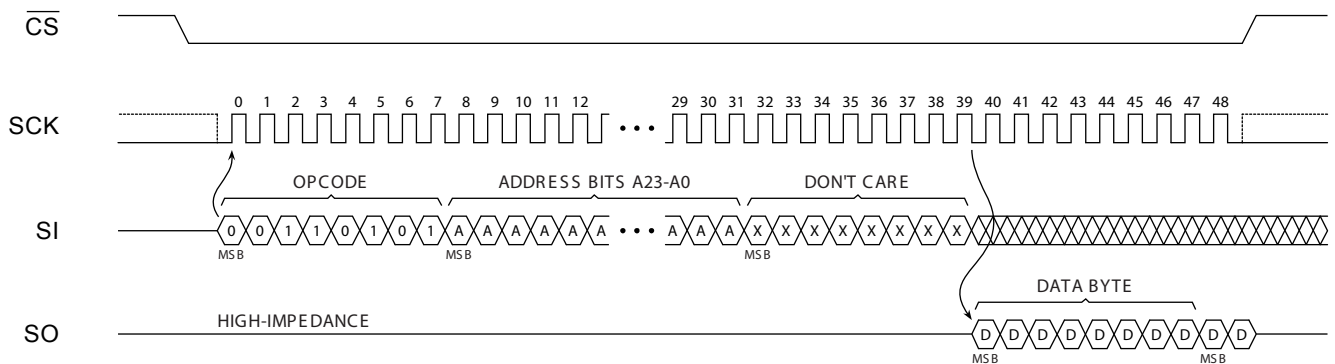 CS
0 1 2 3 4 5 6 7 8 9 10 11 12 29 30 31 32 33 34 35 36 37 38 39 40 41 42 43 44 45 46 47 48
SCK
OPCODE ADDRESS BITS A23-A0 DON'T CARE
SI 0 0 1 1 0 1 0 1 A A A A A A A A A X X X X X X X X
MSB MSB MSB
DATA BYTE
HIGH-IMPEDANCE
SO D D D D D D D D D D
MSB MSB